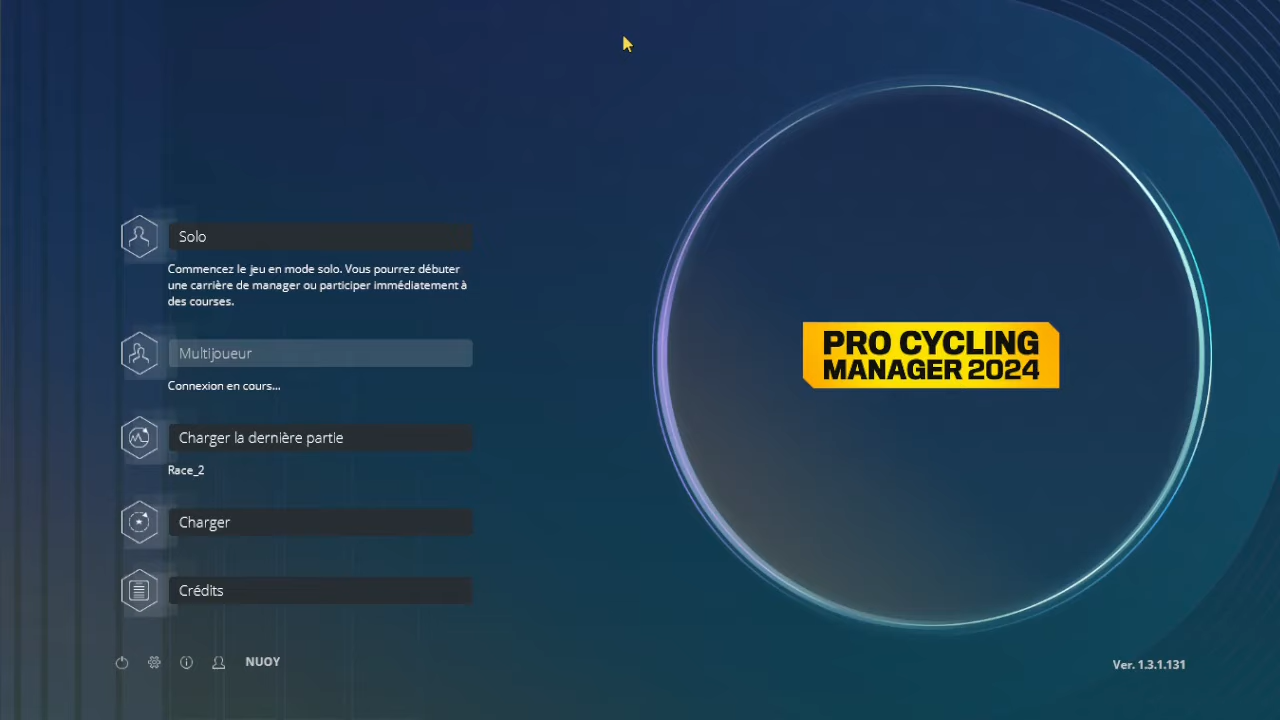 Solo
Commencez le jeu en mode solo. Vous pourrez débuter
une carrière de manager ou participer immédiatement à
des courses.
Multijoueur
Connexion en cours...
Charger la dernière partie
Race_2
Charger
Crédits
NUOY
PRO CYCLING
MANAGER 2024
Ver. 1.3.1.131